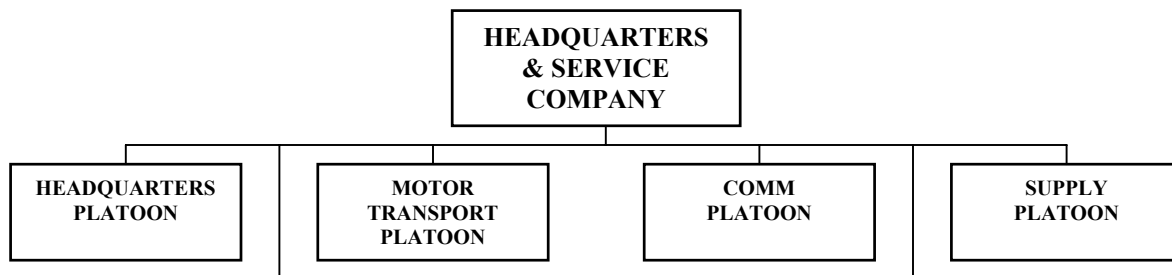 HEADQUARTERS
& SERVICE
COMPANY
HEADQUARTERS
PLATOON
MOTOR
TRANSPORT
PLATOON
COMM
PLATOON
SUPPLY
PLATOON